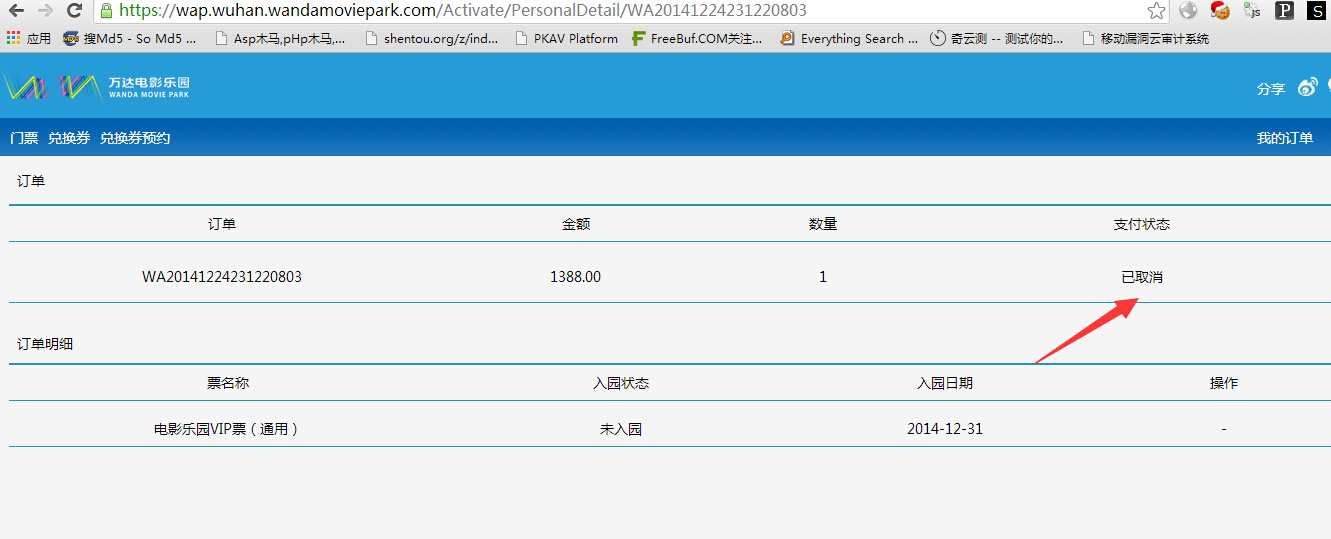 https://wap.wuhan.wandamoviepark.com/Activate/PersonalDetail/WA20141224231220803
应用 搜Md5 - So Md5 ... Asp木马,pHp木马,... shentou.org/z/ind... PKAV Platform FreeBuf.COM关注... Everything Search ... 奇云测 -- 测试你的... 移动漏洞云审计系统
万达电影乐园
WANDA MOVIE PARK
分享
门票 兑换券 兑换券预约 我的订单
订单
订单 金额 数量 支付状态
WA20141224231220803 1388.00 1 已取消
订单明细
票名称 入园状态 入园日期 操作
电影乐园VIP票（通用） 未入园 2014-12-31 -